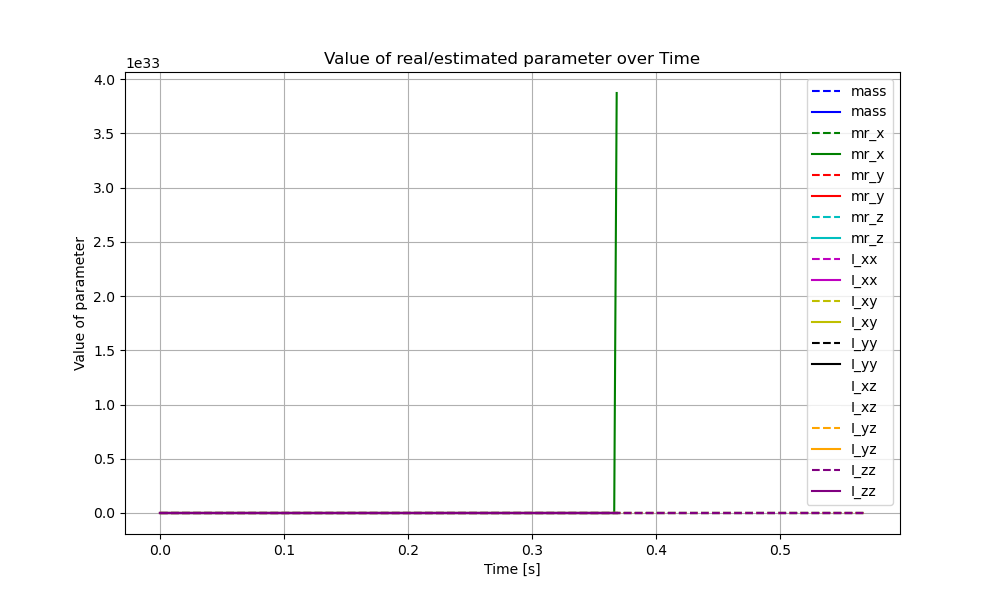 Value of real/estimated parameter over Time
1e33
4.0
3.5
3.0
2.5
2.0
1.5
1.0
0.5
0.0
Value of parameter
0.0 0.1 0.2 0.3 0.4 0.5
Time [s]
mass
mass
mr_x
mr_x
mr_y
mr_y
mr_z
mr_z
I_xx
I_xx
I_xy
I_xy
I_yy
I_yy
I_xz
I_xz
I_yz
I_yz
I_zz
I_zz